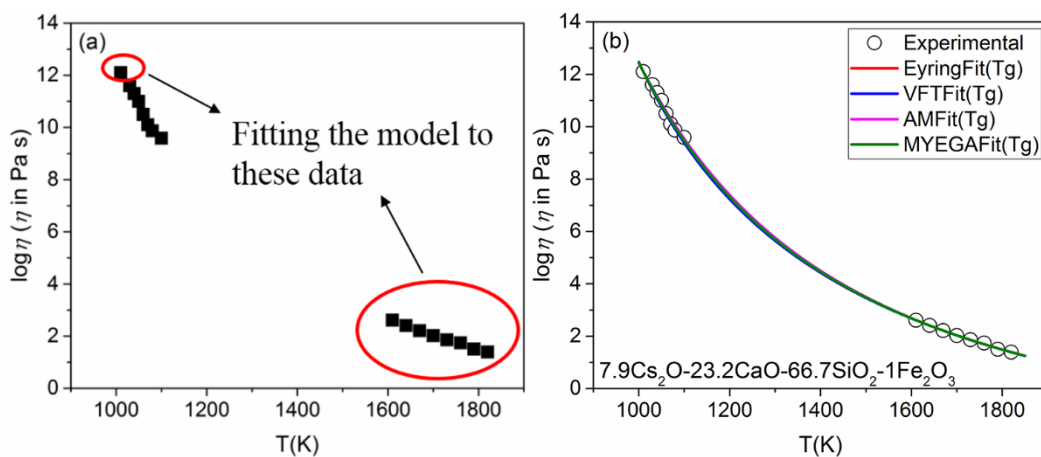 (a)
14
12
10
8
6
4
2
0
logη (η in Pa s)
1000 1200 1400 1600 1800
T(K)
Fitting the model to
these data
(b)
14
12
10
8
6
4
2
0
logη (η in Pa s)
Experimental
EyringFit(Tg)
VFTFit(Tg)
AMFit(Tg)
MYEGAFit(Tg)
7.9Cs₂O-23.2CaO-66.7SiO₂-1Fe₂O₃
1000 1200 1400 1600 1800
T(K)